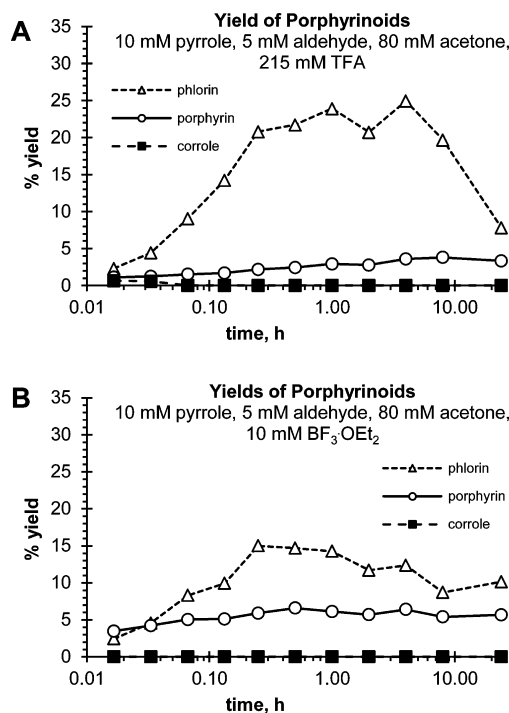 A
Yield of Porphyrinoids
10 mM pyrrole, 5 mM aldehyde, 80 mM acetone,
215 mM TFA
phlorin
porphyrin
corrole
% yield
35
30
25
20
15
10
5
0
0.01 0.10 1.00 10.00
time, h
B
Yields of Porphyrinoids
10 mM pyrrole, 5 mM aldehyde, 80 mM acetone,
10 mM BF₃·OEt₂
phlorin
porphyrin
corrole
% yield
35
30
25
20
15
10
5
0
0.01 0.10 1.00 10.00
time, h